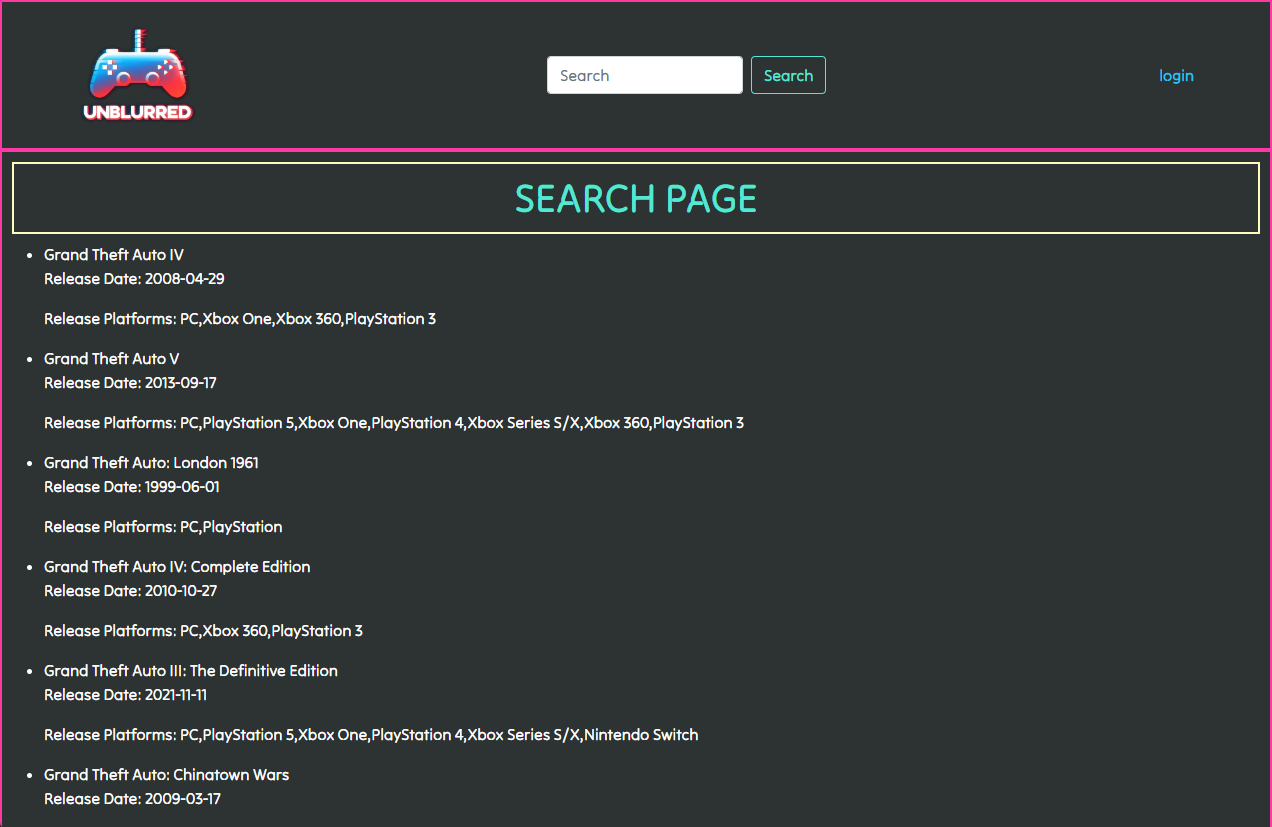 UNBLURRED
Search
Search
login
SEARCH PAGE
Grand Theft Auto IV
Release Date: 2008-04-29
Release Platforms: PC,Xbox One,Xbox 360,PlayStation 3
Grand Theft Auto V
Release Date: 2013-09-17
Release Platforms: PC,PlayStation 5,Xbox One,PlayStation 4,Xbox Series S/X,Xbox 360,PlayStation 3
Grand Theft Auto: London 1961
Release Date: 1999-06-01
Release Platforms: PC,PlayStation
Grand Theft Auto IV: Complete Edition
Release Date: 2010-10-27
Release Platforms: PC,Xbox 360,PlayStation 3
Grand Theft Auto III: The Definitive Edition
Release Date: 2021-11-11
Release Platforms: PC,PlayStation 5,Xbox One,PlayStation 4,Xbox Series S/X,Nintendo Switch
Grand Theft Auto: Chinatown Wars
Release Date: 2009-03-17